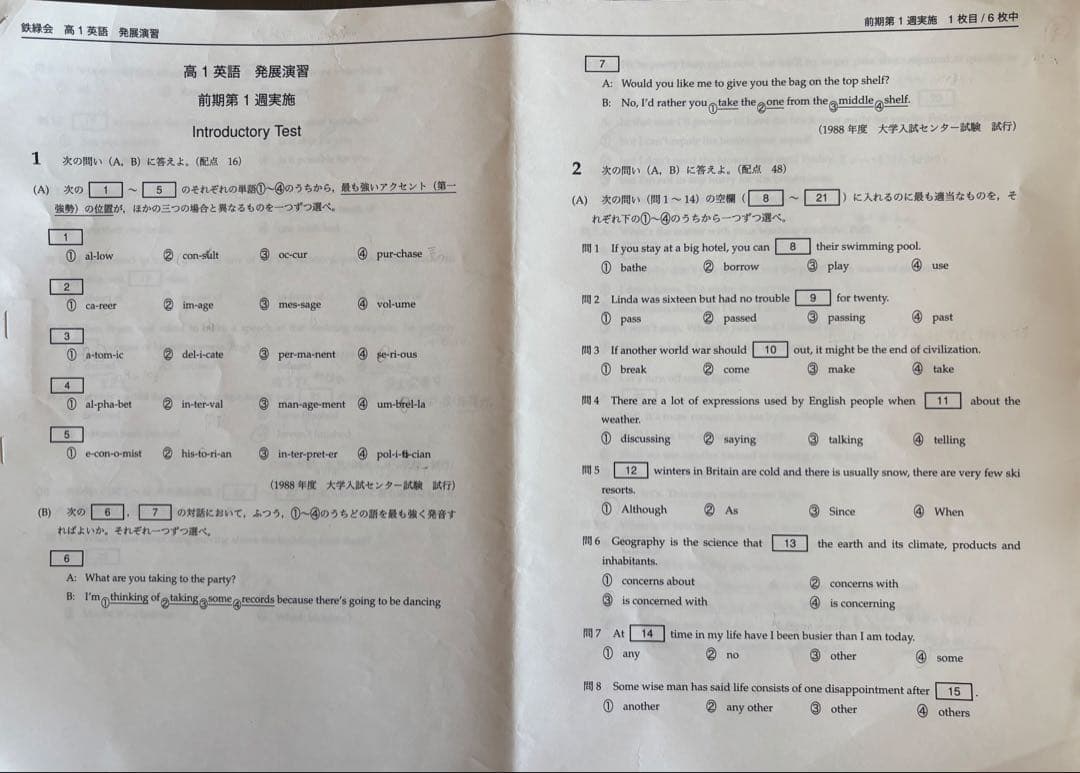 鉄緑会 高1英語 発展演習
高1英語 発展演習
前期第1週実施
Introductory Test
1 次の問い（A，B）に答えよ。（配点 16）
(A) 次の 1 ～ 5 のそれぞれの単語①～④のうちから，最も強いアクセント（第一
強勢）の位置が，ほかの三つの場合と異なるものを一つずつ選べ。
1
① al-low ② con-sult ③ oc-cur ④ pur-chase
2
① ca-reer ② im-age ③ mes-sage ④ vol-ume
3
① a-tom-ic ② del-i-cate ③ per-ma-nent ④ se-ri-ous
4
① al-pha-bet ② in-ter-val ③ man-age-ment ④ um-brel-la
5
① e-con-o-mist ② his-to-ri-an ③ in-ter-pret-er ④ pol-i-ti-cian
（1988年度 大学入試センター試験 試行）
(B) 次の 6 ，7 の対話において，ふつう，①～④のうちどの語を最も強く発音す
ればよいか。それぞれ一つずつ選べ。
6
A: What are you taking to the party?
B: I'm ①thinking of ②taking ③some ④records because there's going to be dancing
前期第1週実施 1枚目/6枚中
7
A: Would you like me to give you the bag on the top shelf?
B: No, I'd rather you ①take the ②one from the ③middle ④shelf.
（1988年度 大学入試センター試験 試行）
2 次の問い（A，B）に答えよ。（配点 48）
(A) 次の問い（問1～14）の空欄（ 8 ～ 21 ）に入れるのに最も適当なものを，そ
れぞれ下の①～④のうちから一つずつ選べ。
問1 If you stay at a big hotel, you can 8 their swimming pool.
① bathe ② borrow ③ play ④ use
問2 Linda was sixteen but had no trouble 9 for twenty.
① pass ② passed ③ passing ④ past
問3 If another world war should 10 out, it might be the end of civilization.
① break ② come ③ make ④ take
問4 There are a lot of expressions used by English people when 11 about the
weather.
① discussing ② saying ③ talking ④ telling
問5 12 winters in Britain are cold and there is usually snow, there are very few ski
resorts.
① Although ② As ③ Since ④ When
問6 Geography is the science that 13 the earth and its climate, products and
inhabitants.
① concerns about ② concerns with
③ is concerned with ④ is concerning
問7 At 14 time in my life have I been busier than I am today.
① any ② no ③ other ④ some
問8 Some wise man has said life consists of one disappointment after 15 .
① another ② any other ③ other ④ others